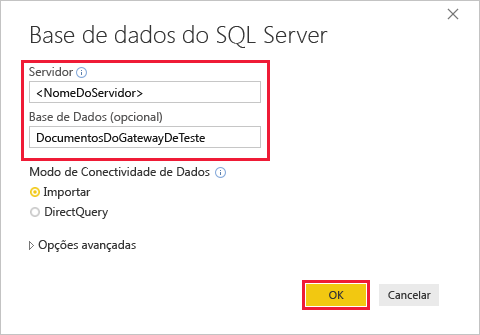 Base de dados do SQL Server
Servidor
<NomeDoServidor>
Base de Dados (opcional)
DocumentosDoGatewayDeTeste
Modo de Conectividade de Dados
Importar
DirectQuery
Opções avançadas
OK
Cancelar